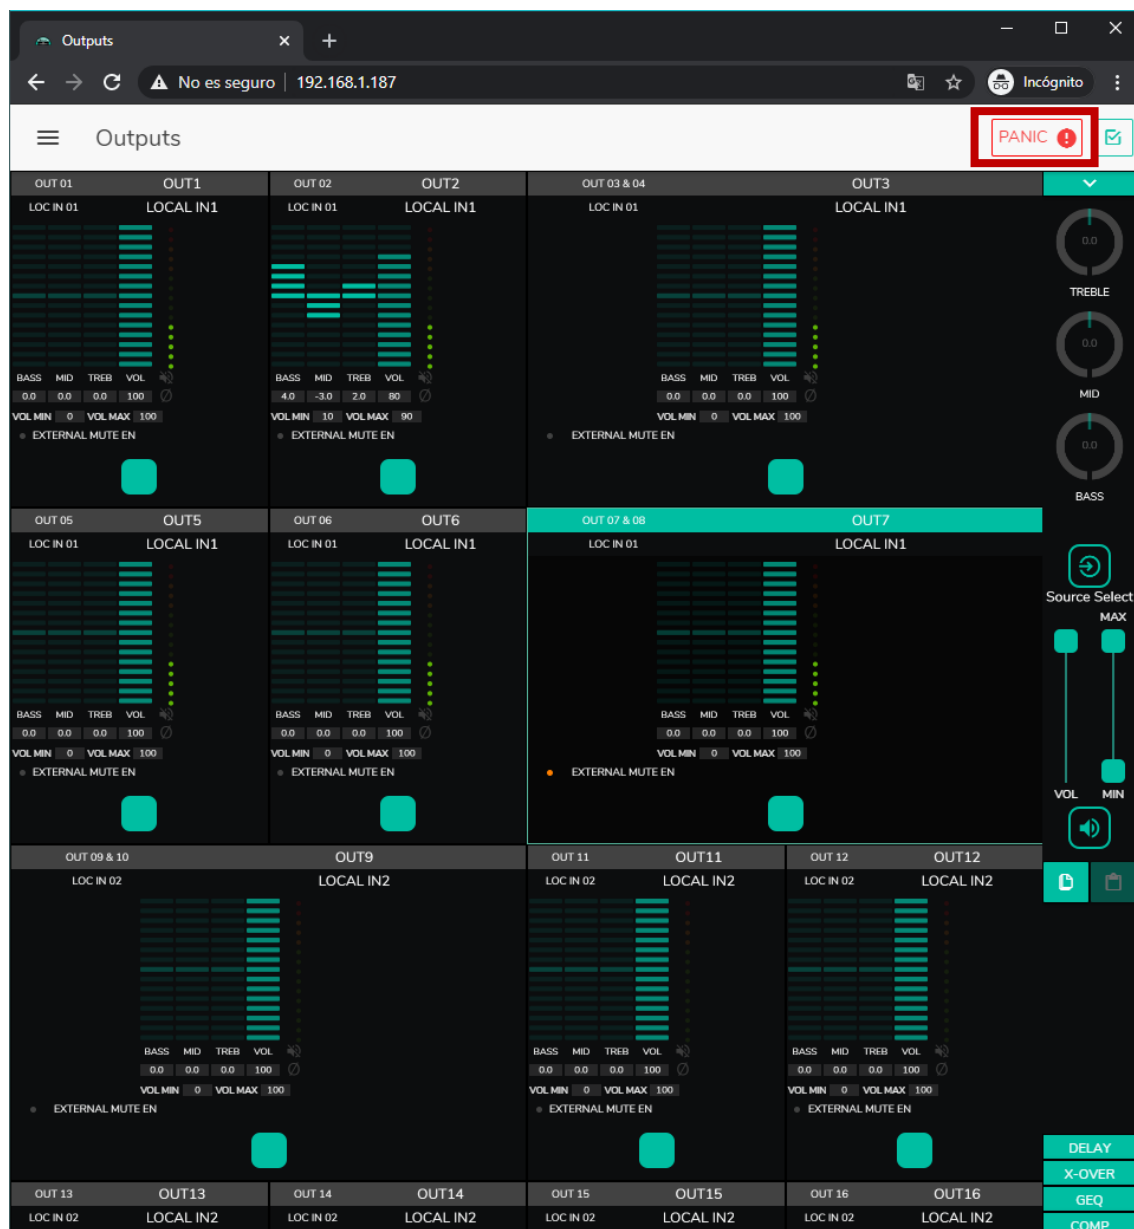 Outputs
No es seguro | 192.168.1.187 Incógnito
Outputs PANIC
OUT 01 OUT1 OUT 02 OUT2 OUT 03 & 04 OUT3
LOC IN 01 LOCAL IN1 LOC IN 01 LOCAL IN1 LOC IN 01 LOCAL IN1
0.0
TREBLE
0.0
BASS MID TREB VOL BASS MID TREB VOL BASS MID TREB VOL
0.0 0.0 0.0 100 4.0 -3.0 2.0 80 0.0 0.0 0.0 100 MID
VOL MIN 0 VOL MAX 100 VOL MIN 10 VOL MAX 90 VOL MIN 0 VOL MAX 100
EXTERNAL MUTE EN EXTERNAL MUTE EN EXTERNAL MUTE EN
0.0
BASS
OUT 05 OUT5 OUT 06 OUT6 OUT 07 & 08 OUT7
LOC IN 01 LOCAL IN1 LOC IN 01 LOCAL IN1 LOC IN 01 LOCAL IN1
Source Select
MAX
BASS MID TREB VOL BASS MID TREB VOL BASS MID TREB VOL
0.0 0.0 0.0 100 0.0 0.0 0.0 100 0.0 0.0 0.0 100
VOL MIN 0 VOL MAX 100 VOL MIN 0 VOL MAX 100 VOL MIN 0 VOL MAX 100
EXTERNAL MUTE EN EXTERNAL MUTE EN EXTERNAL MUTE EN
VOL MIN
OUT 09 & 10 OUT9 OUT 11 OUT11 OUT 12 OUT12
LOC IN 02 LOCAL IN2 LOC IN 02 LOCAL IN2 LOC IN 02 LOCAL IN2
BASS MID TREB VOL BASS MID TREB VOL BASS MID TREB VOL
0.0 0.0 0.0 100 0.0 0.0 0.0 100 0.0 0.0 0.0 100
VOL MIN 0 VOL MAX 100 VOL MIN 0 VOL MAX 100 VOL MIN 0 VOL MAX 100
EXTERNAL MUTE EN EXTERNAL MUTE EN EXTERNAL MUTE EN
DELAY
X-OVER
OUT 13 OUT13 OUT 14 OUT14 OUT 15 OUT15 OUT 16 OUT16
GEQ
LOC IN 02 LOCAL IN2 LOC IN 02 LOCAL IN2 LOC IN 02 LOCAL IN2 LOC IN 02 LOCAL IN2
COMP